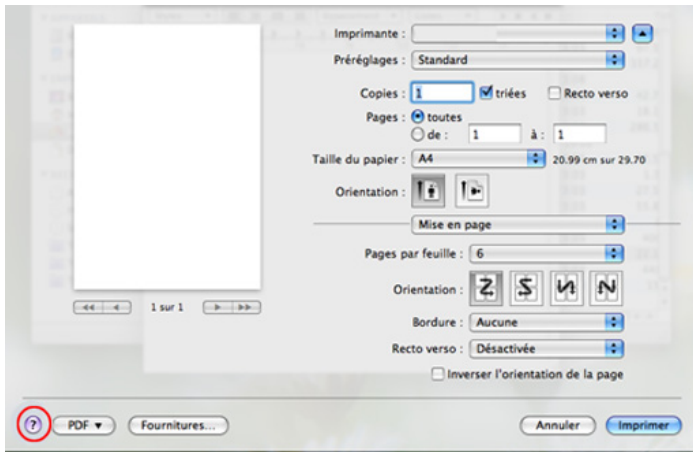 Imprimante :
Préréglages : Standard
Copies : 1 triées Recto verso
Pages : toutes
de : 1 à : 1
Taille du papier : A4 20.99 cm sur 29.70
Orientation :
Mise en page
Pages par feuille : 6
Orientation :
1 sur 1
Bordure : Aucune
Recto verso : Désactivée
Inverser l'orientation de la page
? PDF Fournitures... Annuler Imprimer